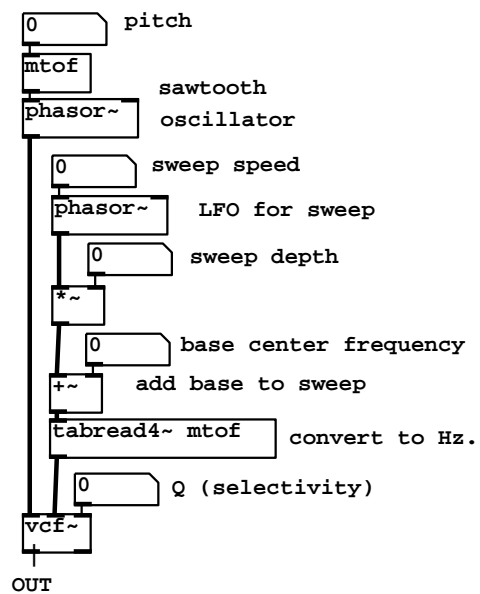 0 pitch
mtof
sawtooth
phasor~ oscillator
0 sweep speed
phasor~ LFO for sweep
0 sweep depth
*~
0 base center frequency
+~ add base to sweep
tabread4~ mtof convert to Hz.
0 Q (selectivity)
vcf~
OUT